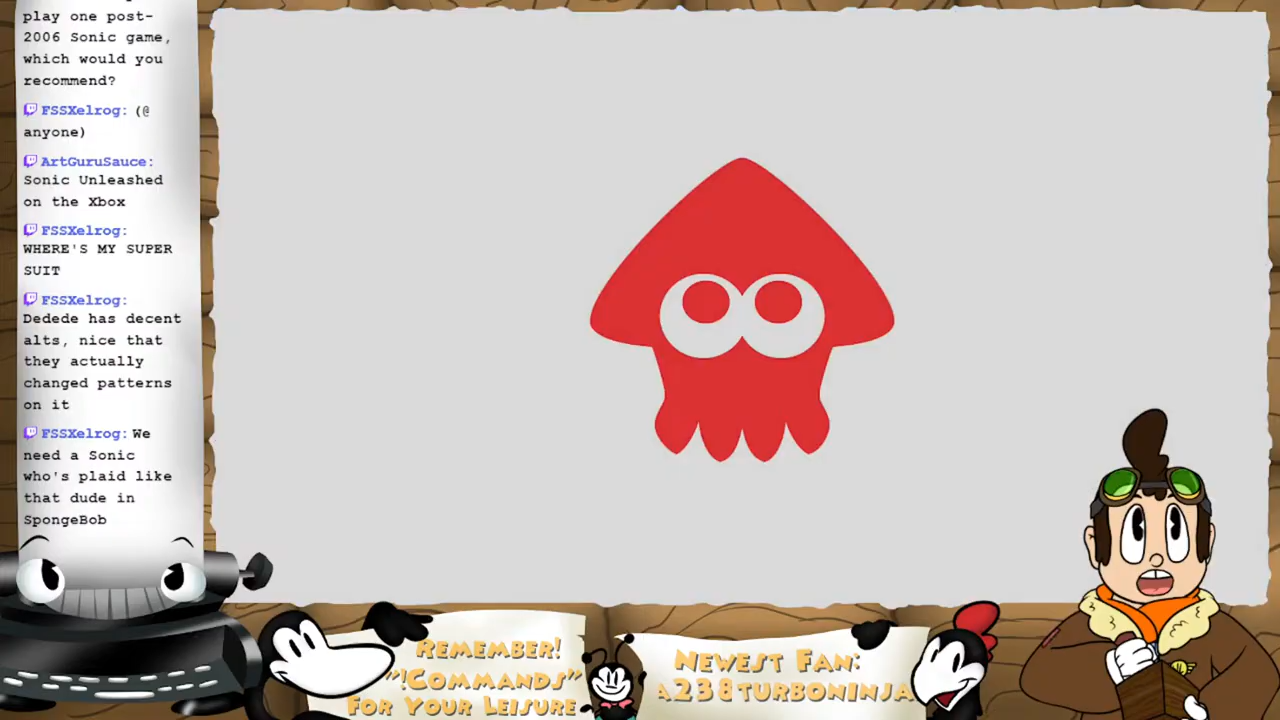 play one post-
2006 Sonic game,
which would you
recommend?
FSSXelrog: (@
anyone)
ArtGuruSauce:
Sonic Unleashed
on the Xbox
FSSXelrog:
WHERE'S MY SUPER
SUIT
FSSXelrog:
Dedede has decent
alts, nice that
they actually
changed patterns
on it
FSSXelrog: We
need a Sonic
who's plaid like
that dude in
SpongeBob
REMEMBER!
"!COMMANDS"
FOR YOUR LEISURE
NEWEST FAN:
A238TURBONINJA